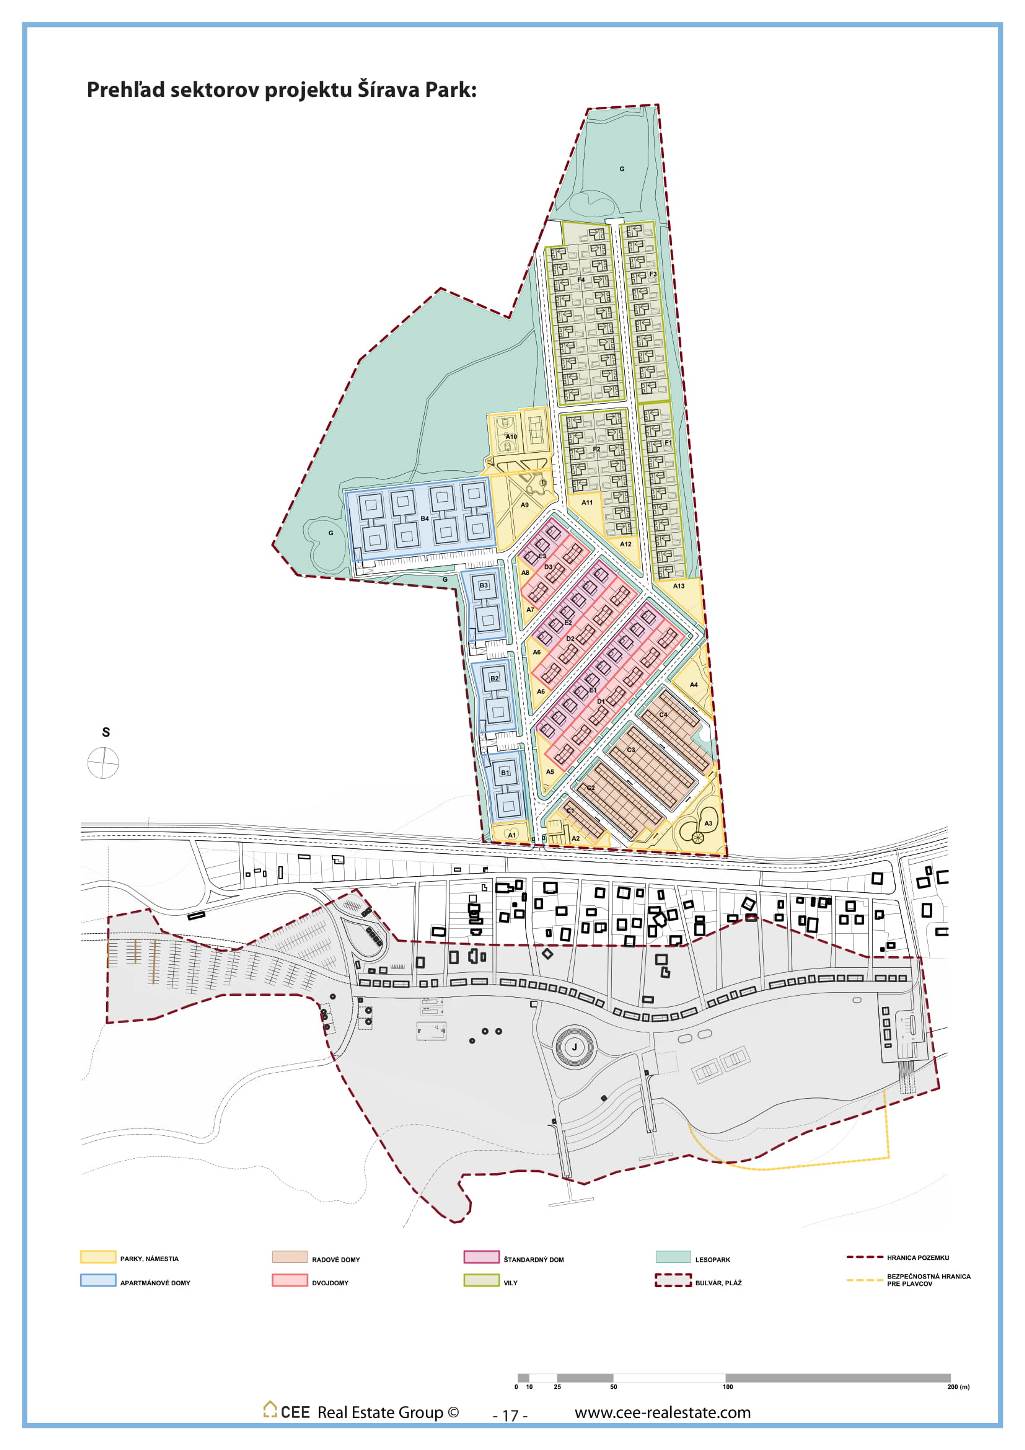 Prehľad sektorov projektu Šírava Park:
G
F4
F3
A10
F2
F1
A9
A11
B4
G
A12
E3
D3
A8
G
B3
A13
A7
E2
D2
A6
B2
A6
A4
E1
D1
C4
S
C3
B1
A5
C2
C1
A3
A1
A2
J
PARKY, NÁMESTIA
RADOVÉ DOMY
ŠTANDARDNÝ DOM
LESOPARK
HRANICA POZEMKU
APARTMÁNOVÉ DOMY
DVOJDOMY
VILY
BULVÁR, PLÁŽ
BEZPEČNOSTNÁ HRANICA
PRE PLAVCOV
0 10 25 50 100 200 (m)
CEE Real Estate Group ©
- 17 -
www.cee-realestate.com